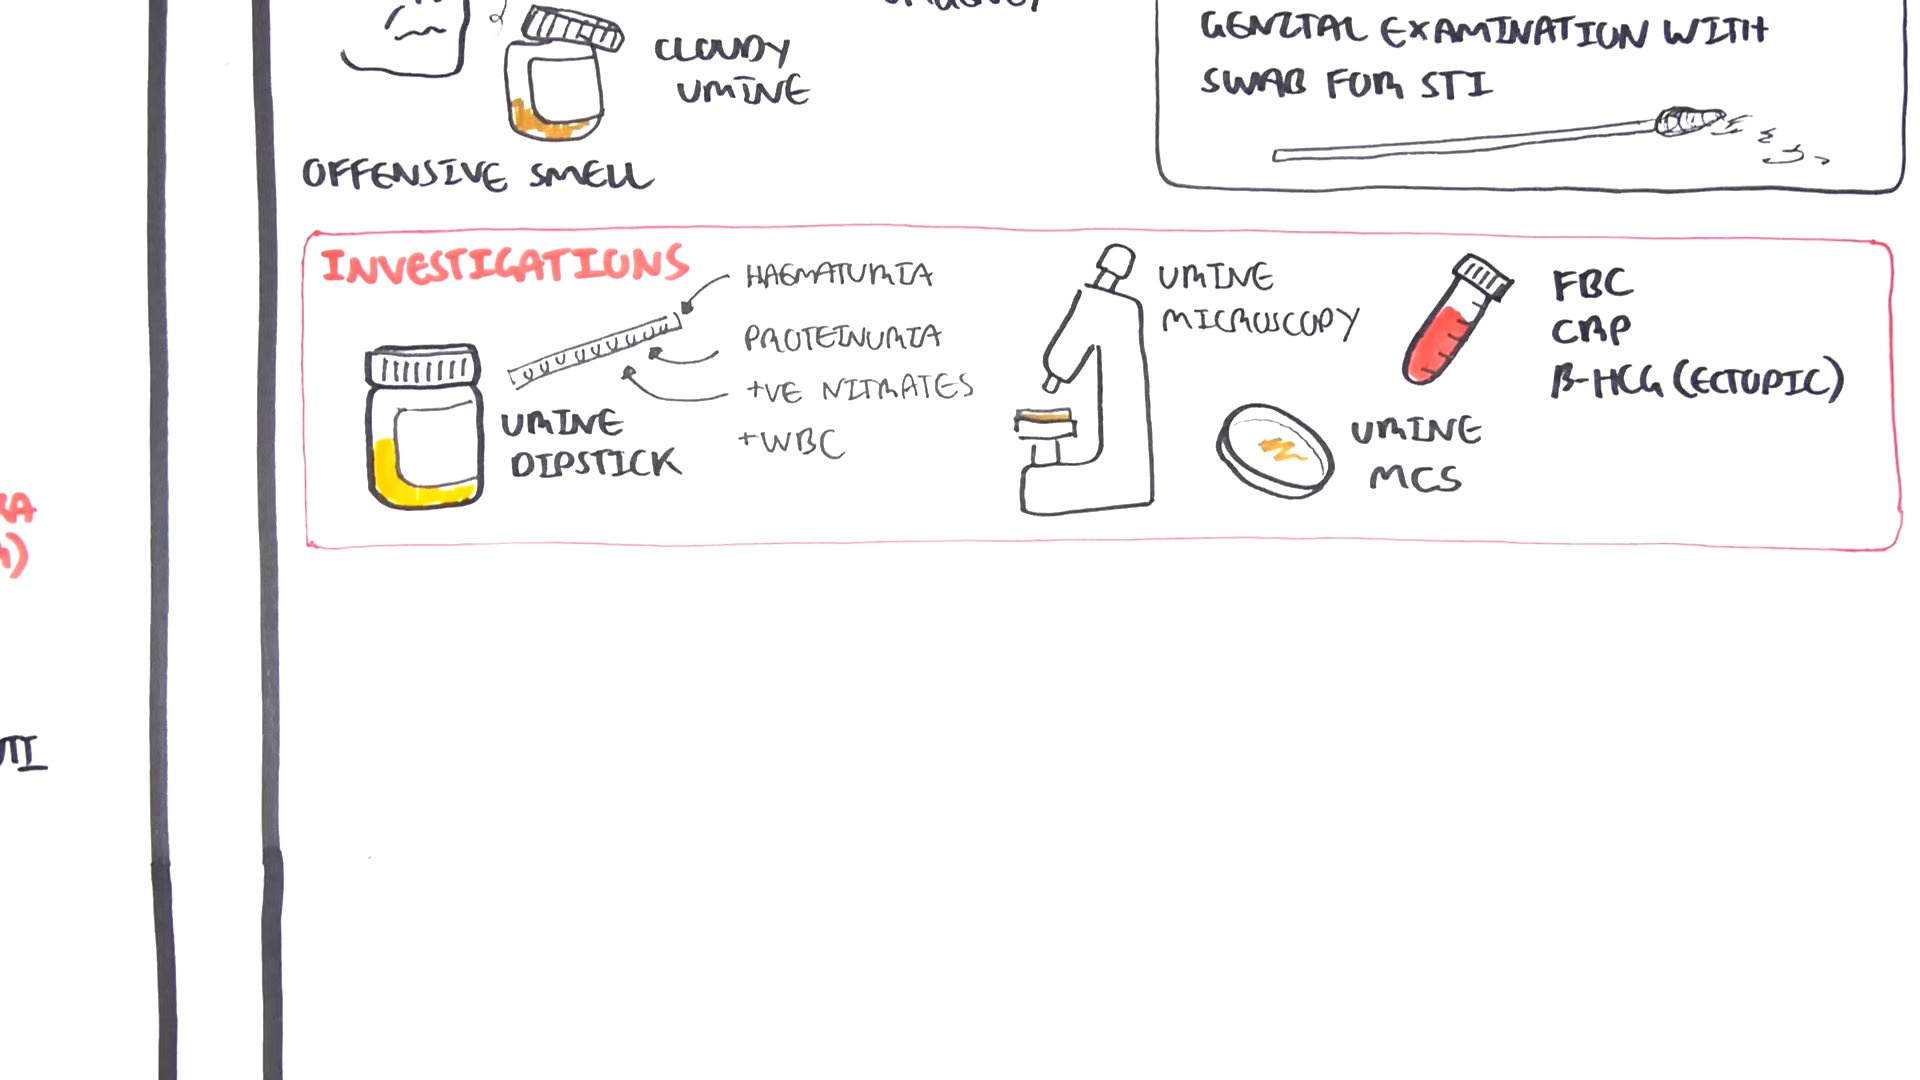 CLOUDY
URINE
OFFENSIVE SMELL
GENITAL EXAMINATION WITH
SWAB FOR STI
INVESTIGATIONS
HAEMATURIA
PROTEINURIA
+VE NITRATES
+WBC
URINE
DIPSTICK
URINE
MICROSCOPY
FBC
CRP
β-HCG (ECTOPIC)
URINE
MCS